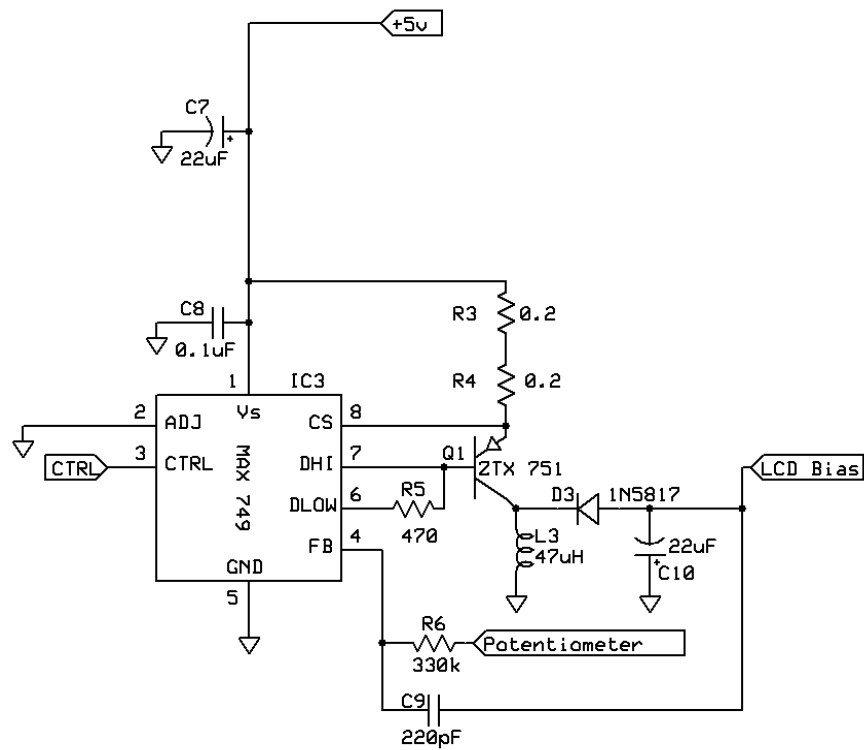 +5v
C7
22uF
+
C8
0.1uF
R3 0.2
R4 0.2
1 IC3
Vs
2 ADJ
CS 8
3 CTRL
CTRL
MAX 749
DHI 7
DLOW 6
FB 4
GND
5
Q1
ZTX 751
R5
470
D3 1N5817
LCD Bias
L3
47uH
22uF
+
C10
R6
330k
Potentiometer
C9
220pF